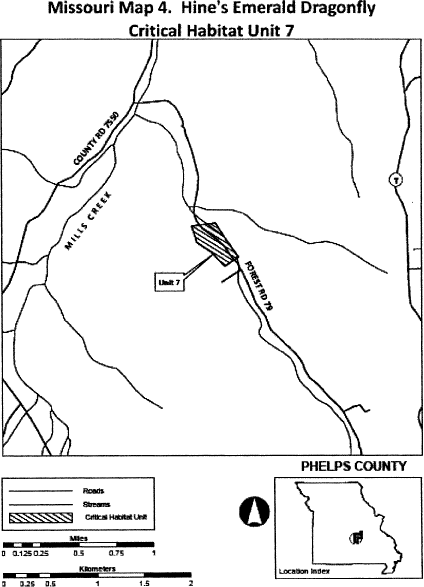 Missouri Map 4. Hine's Emerald Dragonfly
Critical Habitat Unit 7
COUNTY RD 7550
MILLS CREEK
T
Unit 7
FOREST RD 79
PHELPS COUNTY
Roads
Streams
Critical Habitat Unit
Miles
0 0.125 0.25 0.5 0.75 1
Kilometers
0 0.25 0.5 1 1.5 2
Location Index